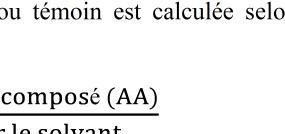 ou témoin est calculée selo
composé (AA)
r le solvant